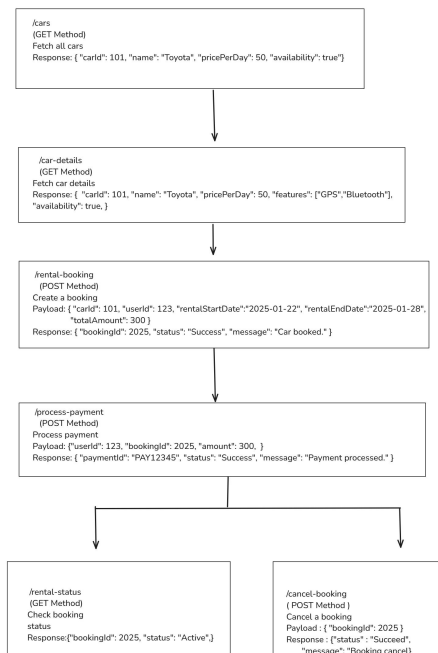 /cars
(GET Method)
Fetch all cars
Response: { "carId": 101, "name": "Toyota", "pricePerDay": 50, "availability": true"}
/car-details
(GET Method)
Fetch car details
Response: { "carId": 101, "name": "Toyota", "pricePerDay": 50, "features": ["GPS","Bluetooth"],
"availability": true, }
/rental-booking
(POST Method)
Create a booking
Payload: { "carId": 101, "userId": 123, "rentalStartDate":"2025-01-22", "rentalEndDate":"2025-01-28",
"totalAmount": 300 }
Response: { "bookingId": 2025, "status": "Success", "message": "Car booked." }
/process-payment
(POST Method)
Process payment
Payload: {"userId": 123, "bookingId": 2025, "amount": 300, }
Response: { "paymentId": "PAY12345", "status": "Success", "message": "Payment processed." }
/rental-status
(GET Method)
Check booking
status
Response:{"bookingId": 2025, "status": "Active",}
/cancel-booking
( POST Method )
Cancel a booking
Payload : { "bookingId": 2025 }
Response : {"status" : "Succeed",
"message": "Booking cancel}